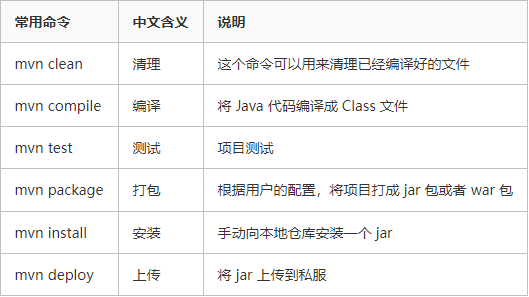 常用命令 中文含义 说明
mvn clean 清理 这个命令可以用来清理已经编译好的文件
mvn compile 编译 将 Java 代码编译成 Class 文件
mvn test 测试 项目测试
mvn package 打包 根据用户的配置，将项目打成 jar 包或者 war 包
mvn install 安装 手动向本地仓库安装一个 jar
mvn deploy 上传 将 jar 上传到私服